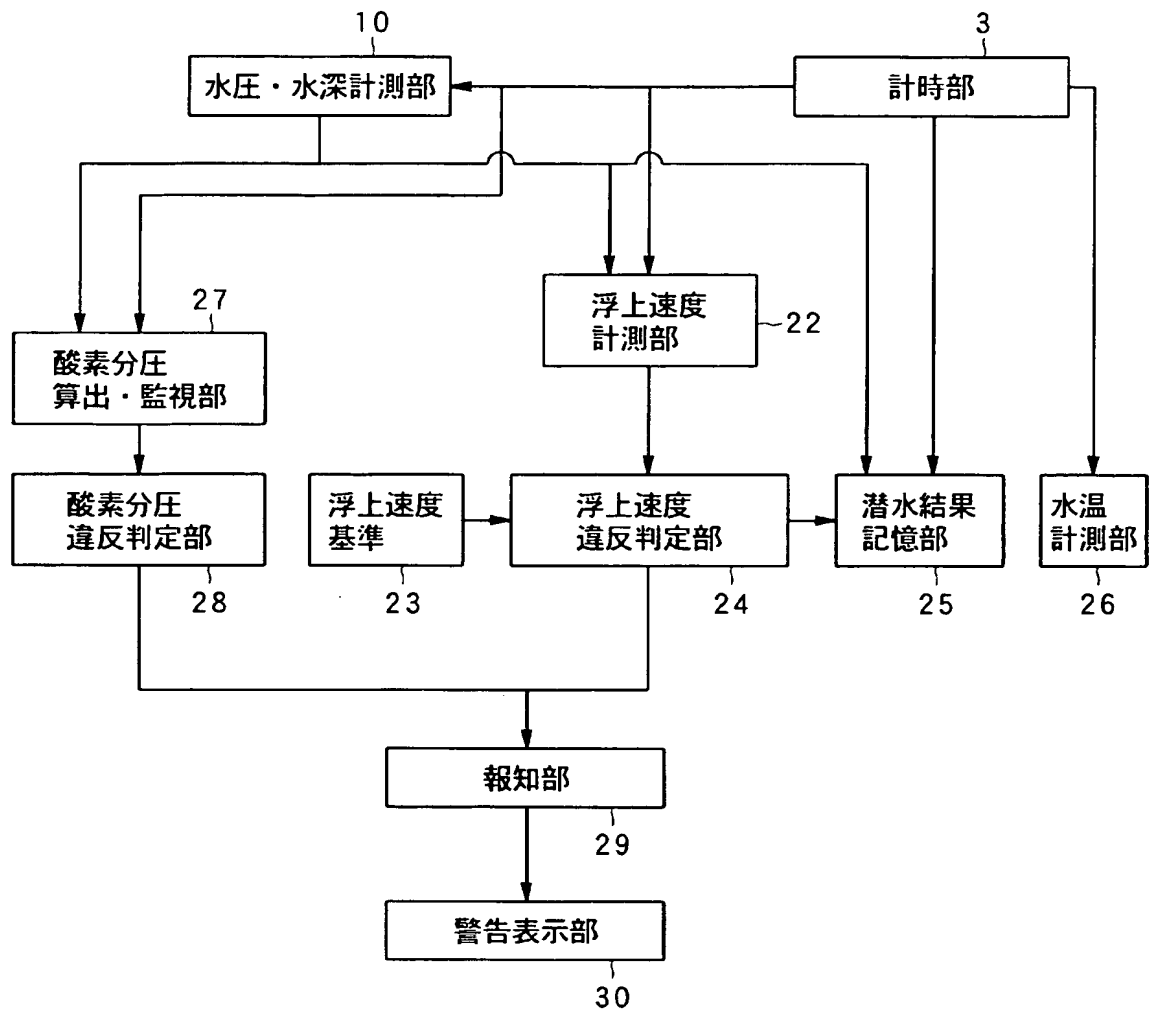 10
3
水圧・水深計測部
計時部
27
酸素分圧
算出・監視部
浮上速度
計測部
22
酸素分圧
違反判定部
28
浮上速度
基準
23
浮上速度
違反判定部
24
潜水結果
記憶部
25
水温
計測部
26
報知部
29
警告表示部
30